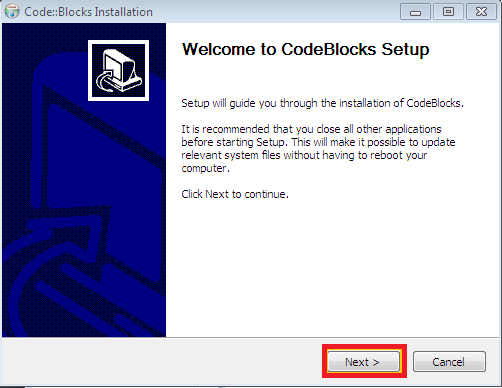 Code::Blocks Installation
Welcome to CodeBlocks Setup
Setup will guide you through the installation of CodeBlocks.
It is recommended that you close all other applications
before starting Setup. This will make it possible to update
relevant system files without having to reboot your
computer.
Click Next to continue.
Next >
Cancel